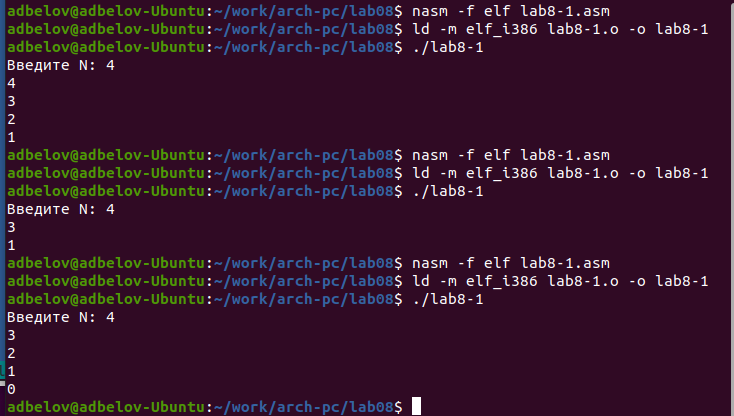 adbelov@adbelov-Ubuntu:~/work/arch-pc/lab08$ nasm -f elf lab8-1.asm
adbelov@adbelov-Ubuntu:~/work/arch-pc/lab08$ ld -m elf_i386 lab8-1.o -o lab8-1
adbelov@adbelov-Ubuntu:~/work/arch-pc/lab08$ ./lab8-1
Введите N: 4
4
3
2
1
adbelov@adbelov-Ubuntu:~/work/arch-pc/lab08$ nasm -f elf lab8-1.asm
adbelov@adbelov-Ubuntu:~/work/arch-pc/lab08$ ld -m elf_i386 lab8-1.o -o lab8-1
adbelov@adbelov-Ubuntu:~/work/arch-pc/lab08$ ./lab8-1
Введите N: 4
3
1
adbelov@adbelov-Ubuntu:~/work/arch-pc/lab08$ nasm -f elf lab8-1.asm
adbelov@adbelov-Ubuntu:~/work/arch-pc/lab08$ ld -m elf_i386 lab8-1.o -o lab8-1
adbelov@adbelov-Ubuntu:~/work/arch-pc/lab08$ ./lab8-1
Введите N: 4
3
2
1
0
adbelov@adbelov-Ubuntu:~/work/arch-pc/lab08$